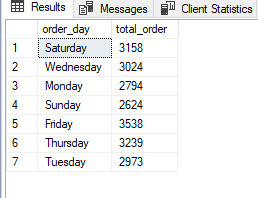 Results Messages Client Statistics
order_day total_order
1 Saturday 3158
2 Wednesday 3024
3 Monday 2794
4 Sunday 2624
5 Friday 3538
6 Thursday 3239
7 Tuesday 2973